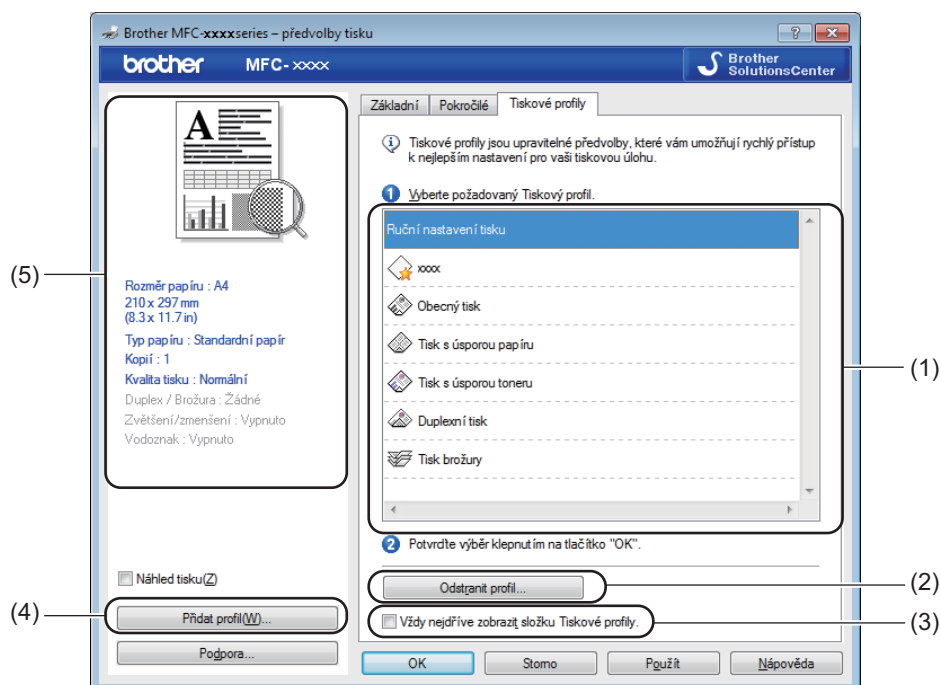 Brother MFC-xxxxseries – předvolby tisku
brother MFC- xxxx
Brother
SolutionsCenter
Základní Pokročilé Tiskové profily
Tiskové profily jsou upravitelné předvolby, které vám umožňují rychlý přístup
k nejlepším nastavení pro vaši tiskovou úlohu.
1 Vyberte požadovaný Tiskový profil.
Ruční nastavení tisku
xxxx
Obecný tisk
Tisk s úsporou papíru
Tisk s úsporou toneru
Duplexní tisk
Tisk brožury
(1)
2 Potvrďte výběr klepnutím na tlačítko "OK".
Odstranit profil...
(2)
Vždy nejdříve zobrazit složku Tiskové profily.
(3)
A
(5)
Rozměr papíru : A4
210 x 297 mm
(8.3 x 11.7 in)
Typ papíru : Standardní papír
Kopií : 1
Kvalita tisku : Normální
Duplex / Brožura : Žádné
Zvětšení/zmenšení : Vypnuto
Vodoznak : Vypnuto
Náhled tisku(Z)
(4)
Přidat profil(W)...
Podpora...
OK Storno Použít Nápověda